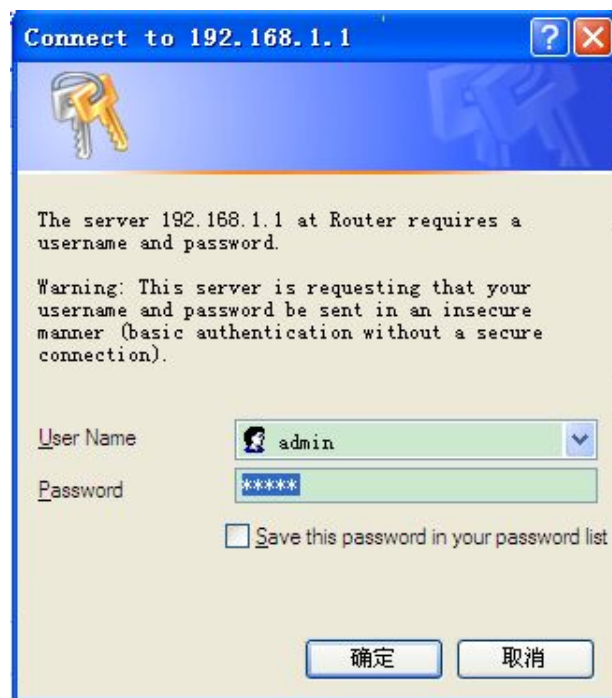 Connect to 192.168.1.1
?
The server 192.168.1.1 at Router requires a
username and password.
Warning: This server is requesting that your
username and password be sent in an insecure
manner (basic authentication without a secure
connection).
User Name
admin
Password
*****
Save this password in your password list
确定
取消